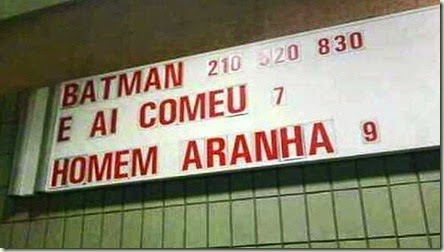 BATMAN 210 520 830
E AI COMEU 7
HOMEM ARANHA 9